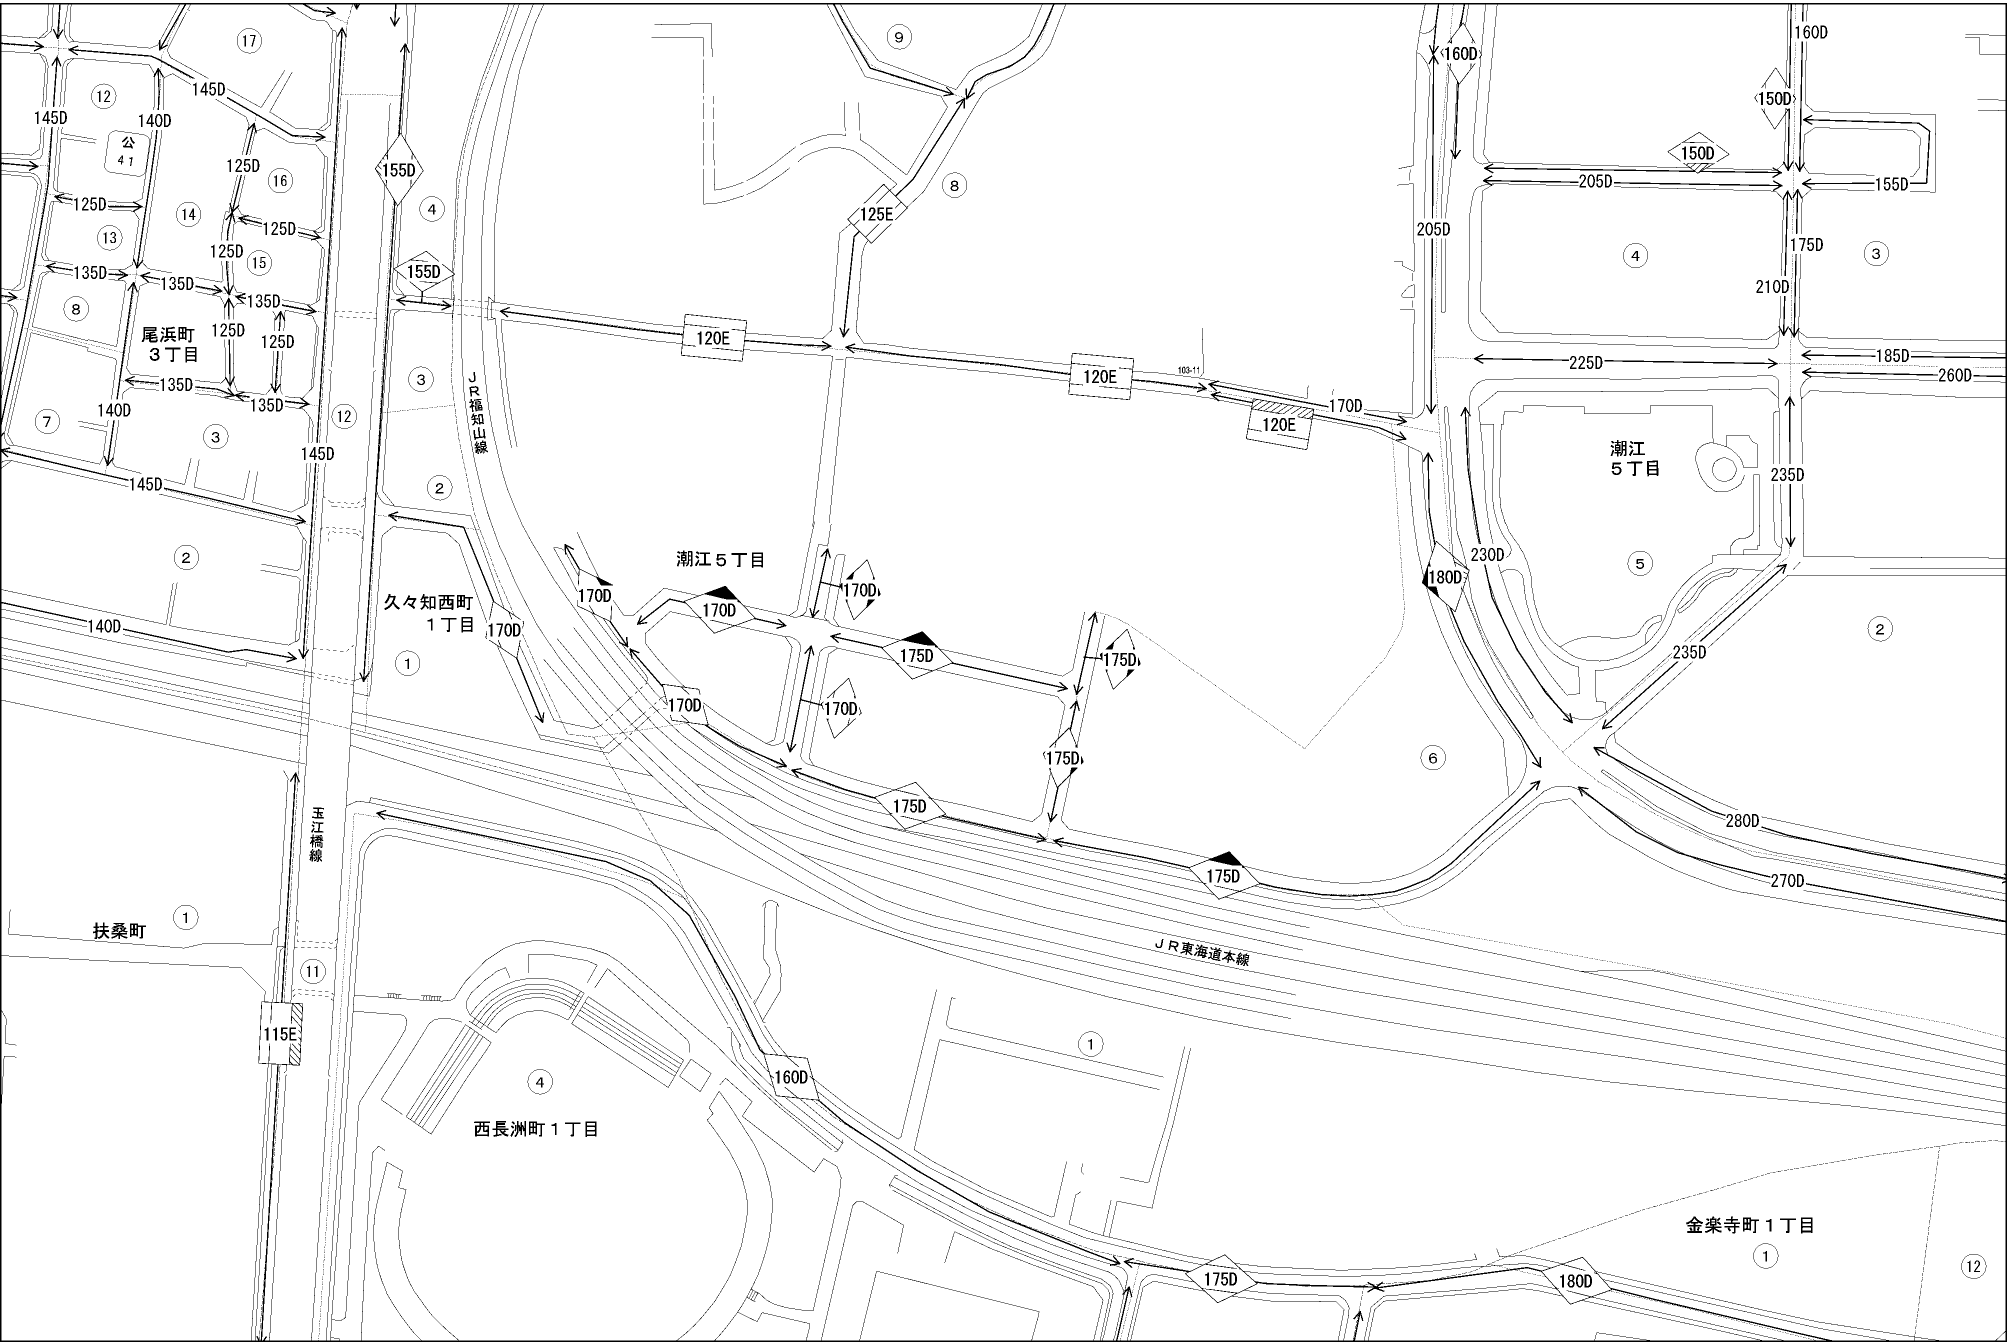 17
9
160D
160D
12
145D
145D
140D
150D
公
41
125D
150D
155D
16
155D
205D
125D
14
4
8
125E
13
125D
125D
205D
175D
15
4
3
135D
135D
155D
135D
210D
8
125D
125D
尾浜町
3丁目
120E
120E
103-11
225D
185D
260D
3
135D
135D
140D
12
JR福知山線
170D
120E
7
3
145D
145D
2
潮江
5丁目
235D
2
潮江5丁目
230D
5
180D
久々知西町
1丁目
170D
170D
170D
170D
140D
170D
175D
175D
2
235D
1
170D
170D
175D
6
175D
玉江橋線
280D
175D
270D
1
扶桑町
JR東海道本線
11
115E
1
4
160D
西長洲町1丁目
金楽寺町1丁目
1
12
175D
180D